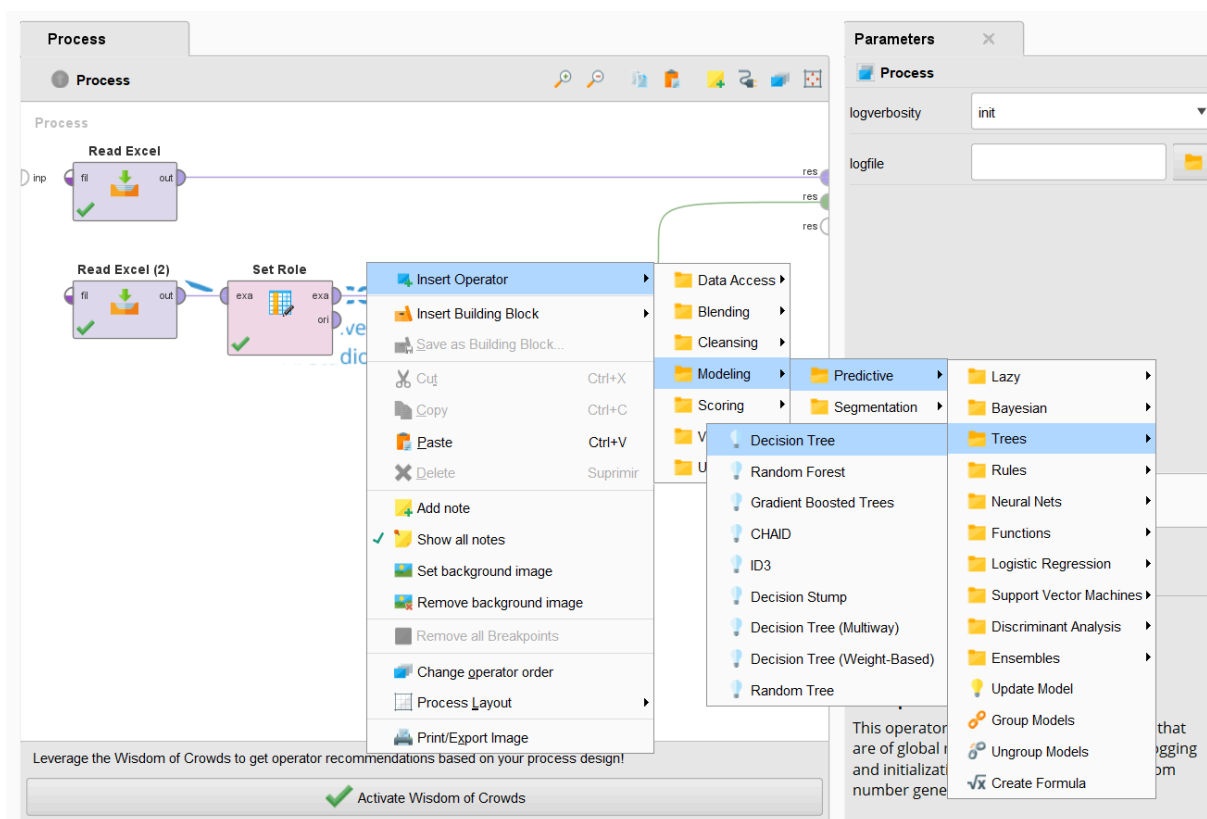 Process
Process
Process
Read Excel
inp
fil
out
res
res
res
Read Excel (2)
fil
out
Set Role
exa
exa
ori
Insert Operator
Insert Building Block
Save as Building Block...
Cut Ctrl+X
Copy Ctrl+C
Paste Ctrl+V
Delete Suprimir
Add note
Show all notes
Set background image
Remove background image
Remove all Breakpoints
Change operator order
Process Layout
Print/Export Image
Data Access
Blending
Cleansing
Modeling
Scoring
V
U
Predictive
Segmentation
Decision Tree
Random Forest
Gradient Boosted Trees
CHAID
ID3
Decision Stump
Decision Tree (Multiway)
Decision Tree (Weight-Based)
Random Tree
Lazy
Bayesian
Trees
Rules
Neural Nets
Functions
Logistic Regression
Support Vector Machines
Discriminant Analysis
Ensembles
Update Model
Group Models
Ungroup Models
Create Formula
Leverage the Wisdom of Crowds to get operator recommendations based on your process design!
Activate Wisdom of Crowds
Parameters
Process
logverbosity init
logfile
This operator that
are of global
and
number